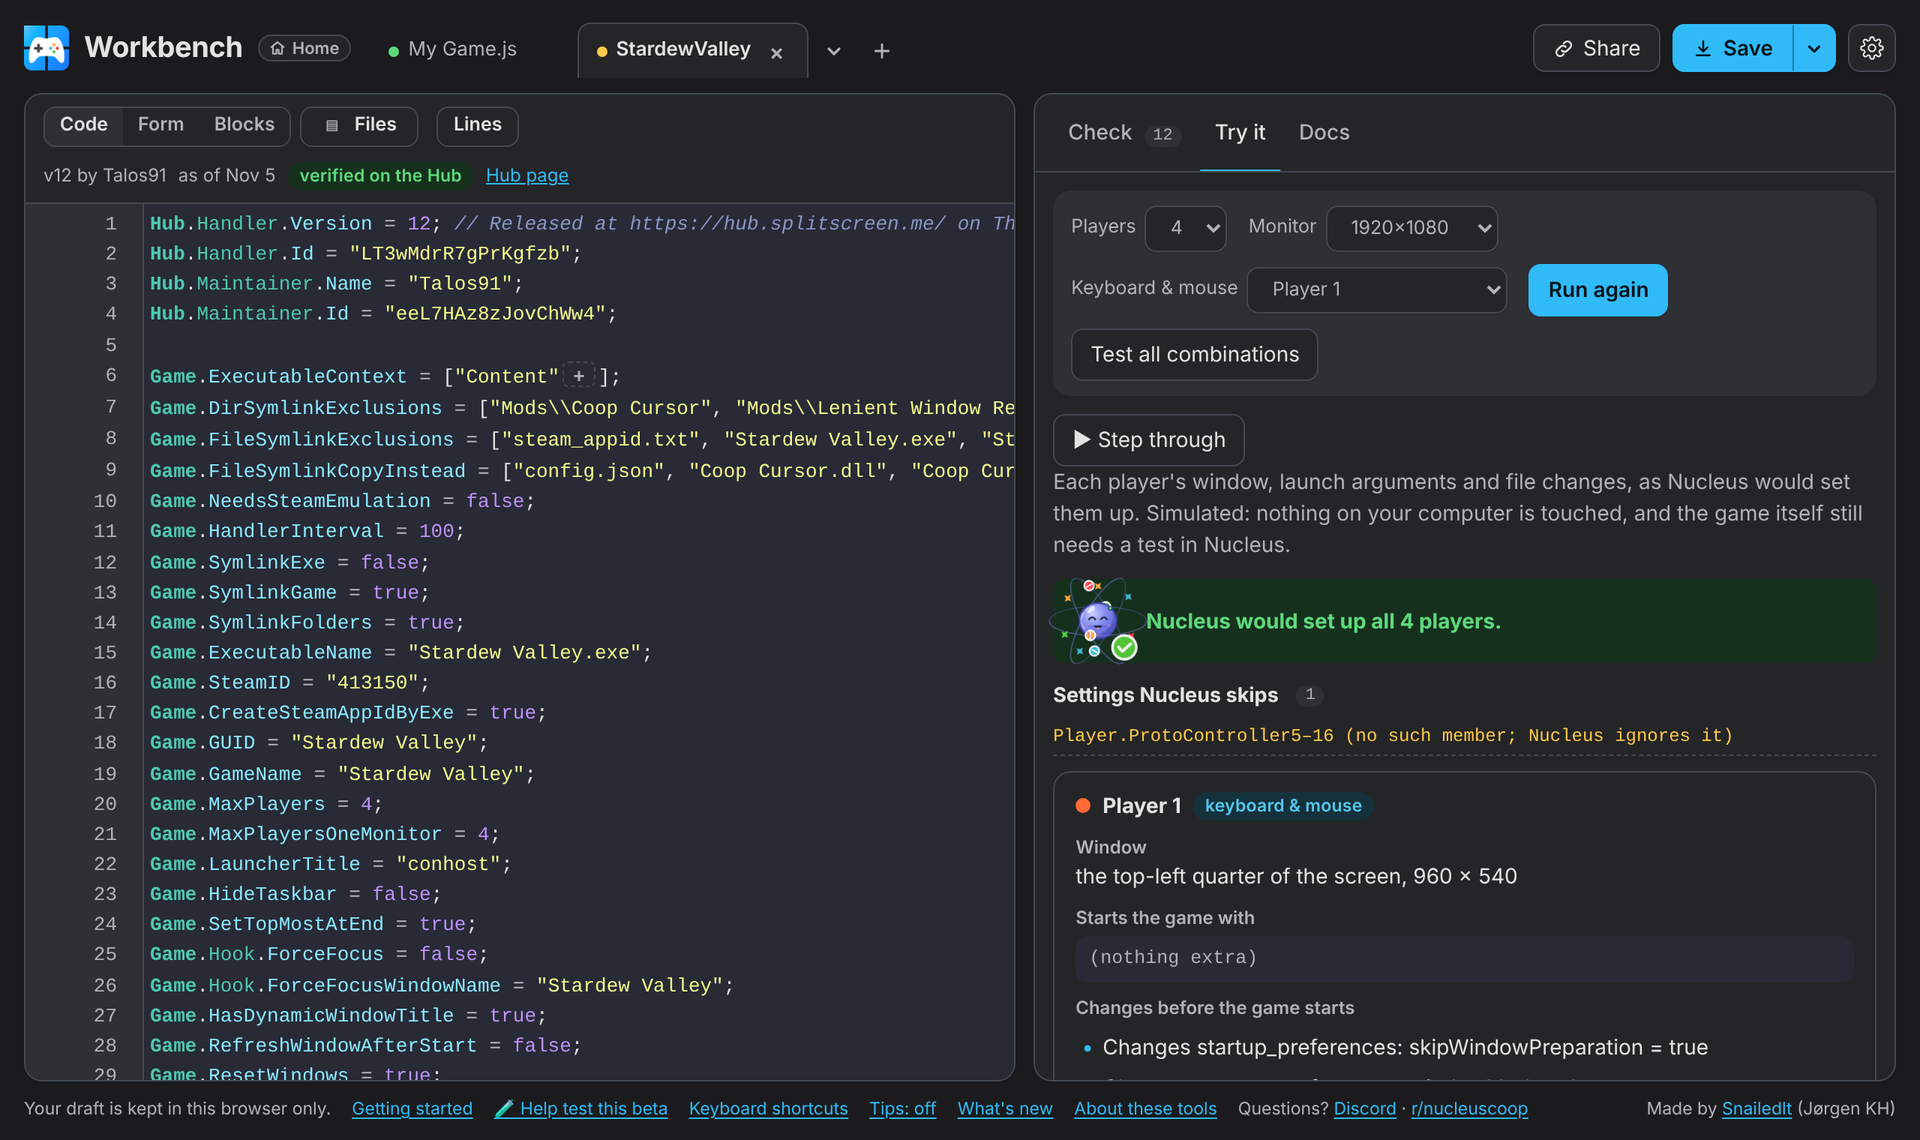 Workbench
Home
My Game.js
StardewValley
Share
Save
Code
Form
Blocks
Files
Lines
v12 by Talos91 as of Nov 5 verified on the Hub Hub page
1 Hub.Handler.Version = 12; // Released at https://hub.splitscreen.me/ on Th
2 Hub.Handler.Id = "LT3wMdrR7gPrKgfzb";
3 Hub.Maintainer.Name = "Talos91";
4 Hub.Maintainer.Id = "eeL7HAz8zJovChWw4";
5
6 Game.ExecutableContext = ["Content" + ];
7 Game.DirSymlinkExclusions = ["Mods\\Coop Cursor", "Mods\\Lenient Window Re
8 Game.FileSymlinkExclusions = ["steam_appid.txt", "Stardew Valley.exe", "St
9 Game.FileSymlinkCopyInstead = ["config.json", "Coop Cursor.dll", "Coop Cur
10 Game.NeedsSteamEmulation = false;
11 Game.HandlerInterval = 100;
12 Game.SymlinkExe = false;
13 Game.SymlinkGame = true;
14 Game.SymlinkFolders = true;
15 Game.ExecutableName = "Stardew Valley.exe";
16 Game.SteamID = "413150";
17 Game.CreateSteamAppIdByExe = true;
18 Game.GUID = "Stardew Valley";
19 Game.GameName = "Stardew Valley";
20 Game.MaxPlayers = 4;
21 Game.MaxPlayersOneMonitor = 4;
22 Game.LauncherTitle = "conhost";
23 Game.HideTaskbar = false;
24 Game.SetTopMostAtEnd = true;
25 Game.Hook.ForceFocus = false;
26 Game.Hook.ForceFocusWindowName = "Stardew Valley";
27 Game.HasDynamicWindowTitle = true;
28 Game.RefreshWindowAfterStart = false;
29 Game.ResetWindows = true;
Check 12
Try it
Docs
Players 4 Monitor 1920×1080
Keyboard & mouse Player 1 Run again
Test all combinations
Step through
Each player's window, launch arguments and file changes, as Nucleus would set
them up. Simulated: nothing on your computer is touched, and the game itself still
needs a test in Nucleus.
Nucleus would set up all 4 players.
Settings Nucleus skips 1
Player.ProtoController5–16 (no such member; Nucleus ignores it)
Player 1 keyboard & mouse
Window
the top-left quarter of the screen, 960 × 540
Starts the game with
(nothing extra)
Changes before the game starts
Changes startup_preferences: skipWindowPreparation = true
Your draft is kept in this browser only. Getting started Help test this beta Keyboard shortcuts Tips: off What's new About these tools Questions? Discord · r/nucleuscoop Made by SnailedIt (Jørgen KH)